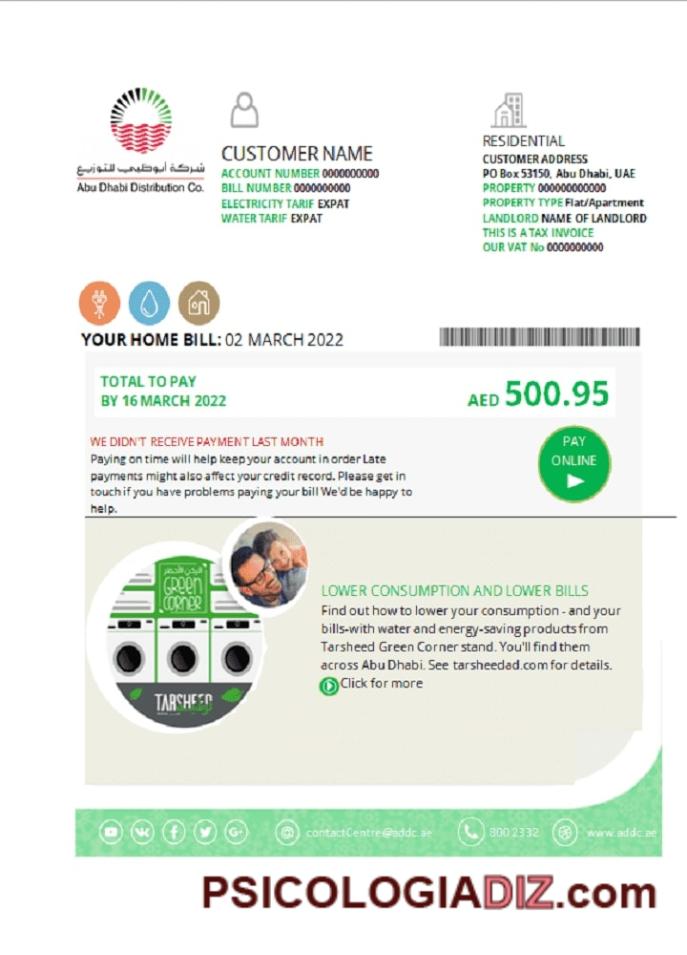 شركة أبوظبي للتوزيع
Abu Dhabi Distribution Co.
CUSTOMER NAME
ACCOUNT NUMBER 0000000000
BILL NUMBER 0000000000
ELECTRICITY TARIF EXPAT
WATER TARIF EXPAT
RESIDENTIAL
CUSTOMER ADDRESS
PO Box 53150, Abu Dhabi, UAE
PROPERTY 000000000000
PROPERTY TYPE Flat/Apartment
LANDLORD NAME OF LANDLORD
THIS IS A TAX INVOICE
OUR VAT No 0000000000
YOUR HOME BILL: 02 MARCH 2022
TOTAL TO PAY
BY 16 MARCH 2022
AED 500.95
WE DIDN'T RECEIVE PAYMENT LAST MONTH
Paying on time will help keep your account in order Late
payments might also affect your credit record. Please get in
touch if you have problems paying your bill We'd be happy to
help.
PAY
ONLINE
GREEN
CORNER
TARSHEED
LOWER CONSUMPTION AND LOWER BILLS
Find out how to lower your consumption - and your
bills-with water and energy-saving products from
Tarsheed Green Corner stand. You'll find them
across Abu Dhabi. See tarsheedad.com for details.
Click for more
contactCentre@addc.ae
800 2332
www.addc.ae
PSICOLOGIADIZ.com